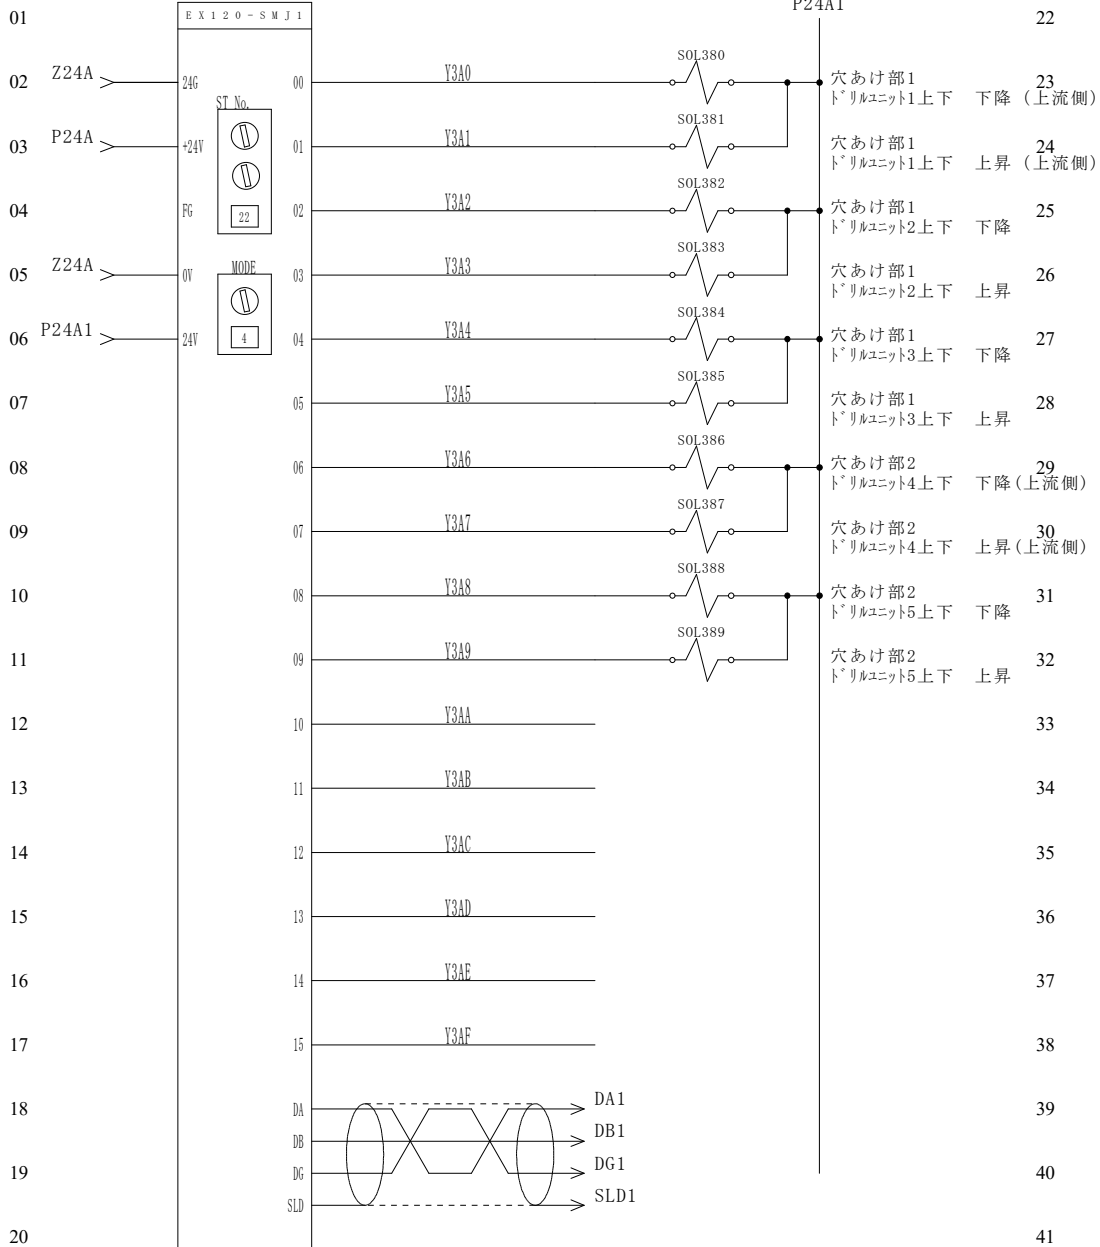 P24A1
01
EX120-SMJ1
22
02
Z24A
24G
00
Y3A0
SOL380
穴あけ部1
23
ドリルユニット1上下 下降 (上流側)
ST No.
03
P24A
+24V
01
Y3A1
SOL381
穴あけ部1
24
ドリルユニット1上下 上昇 (上流側)
04
FG
22
02
Y3A2
SOL382
穴あけ部1
25
ドリルユニット2上下 下降
05
Z24A
0V
MODE
03
Y3A3
SOL383
穴あけ部1
26
ドリルユニット2上下 上昇
06
P24A1
24V
4
04
Y3A4
SOL384
穴あけ部1
27
ドリルユニット3上下 下降
07
05
Y3A5
SOL385
穴あけ部1
28
ドリルユニット3上下 上昇
08
06
Y3A6
SOL386
穴あけ部2
29
ドリルユニット4上下 下降(上流側)
09
07
Y3A7
SOL387
穴あけ部2
30
ドリルユニット4上下 上昇(上流側)
10
08
Y3A8
SOL388
穴あけ部2
31
ドリルユニット5上下 下降
11
09
Y3A9
SOL389
穴あけ部2
32
ドリルユニット5上下 上昇
12
10
Y3AA
33
13
11
Y3AB
34
14
12
Y3AC
35
15
13
Y3AD
36
16
14
Y3AE
37
17
15
Y3AF
38
18
DA
DA1
39
DB
DB1
19
DG
DG1
40
SLD
SLD1
20
41